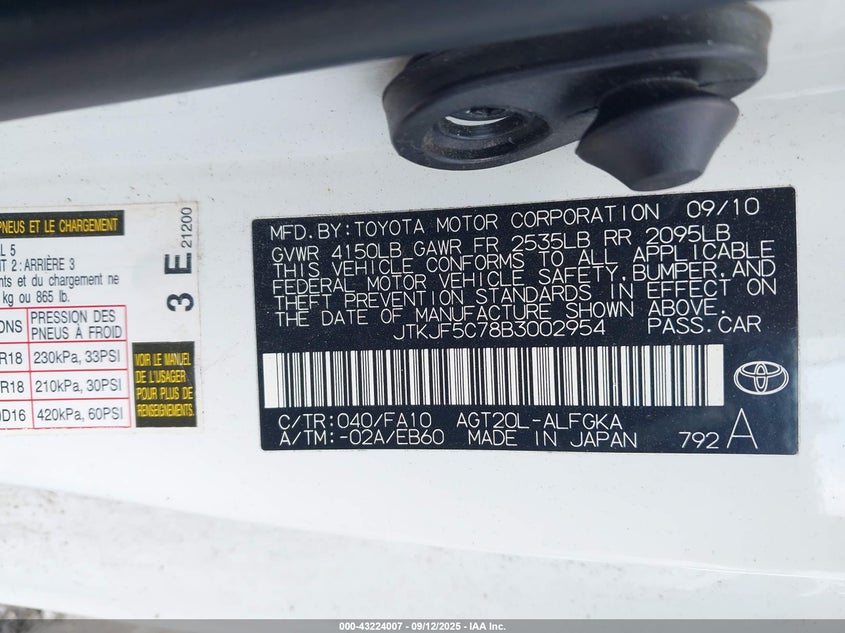 PNEUS ET LE CHARGEMENT
L 5
T 2: ARRIÈRE 3
nts et du chargement ne
kg ou 865 lb.
ONS
PRESSION DES
PNEUS À FROID
R18 230kPa, 33PSI
R18 210kPa, 30PSI
D16 420kPa, 60PSI
VOIR LE MANUEL
DE L'USAGER
POUR PLUS DE
RENSEIGNEMENTS.
3 E
21200
MFD. BY: TOYOTA MOTOR CORPORATION 09/10
GVWR 4150LB GAWR FR 2535LB RR 2095LB
THIS VEHICLE CONFORMS TO ALL APPLICABLE
FEDERAL MOTOR VEHICLE SAFETY, BUMPER, AND
THEFT PREVENTION STANDARDS IN EFFECT ON
THE DATE OF MANUFACTURE SHOWN ABOVE.
JTKJF5C78B3002954 PASS. CAR
C/TR: 040/FA10 AGT20L-ALFGKA
A/TM: -02A/EB60 MADE IN JAPAN 792 A
000-43224007 - 09/12/2025 - IAA Inc.